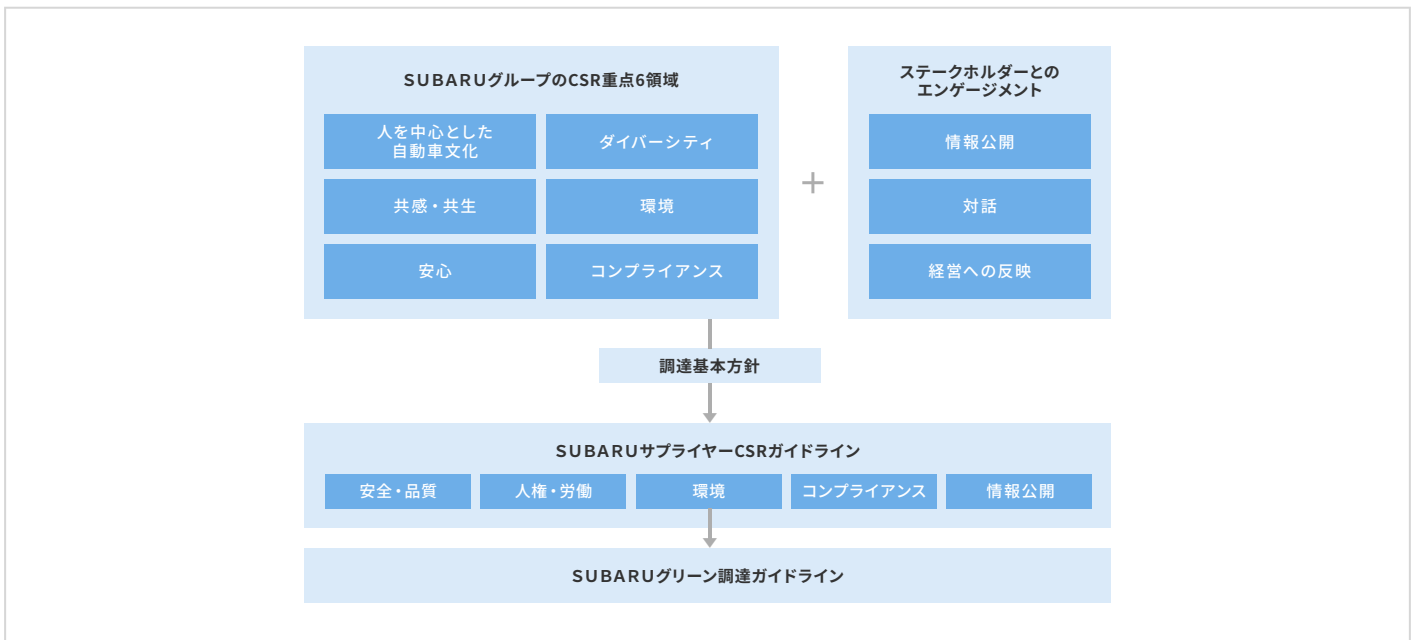 SUBARUグループのCSR重点6領域
人を中心とした
自動車文化
ダイバーシティ
共感・共生
環境
安心
コンプライアンス
+
ステークホルダーとの
エンゲージメント
情報公開
対話
経営への反映
調達基本方針
SUBARUサプライヤーCSRガイドライン
安全・品質
人権・労働
環境
コンプライアンス
情報公開
SUBARUグリーン調達ガイドライン